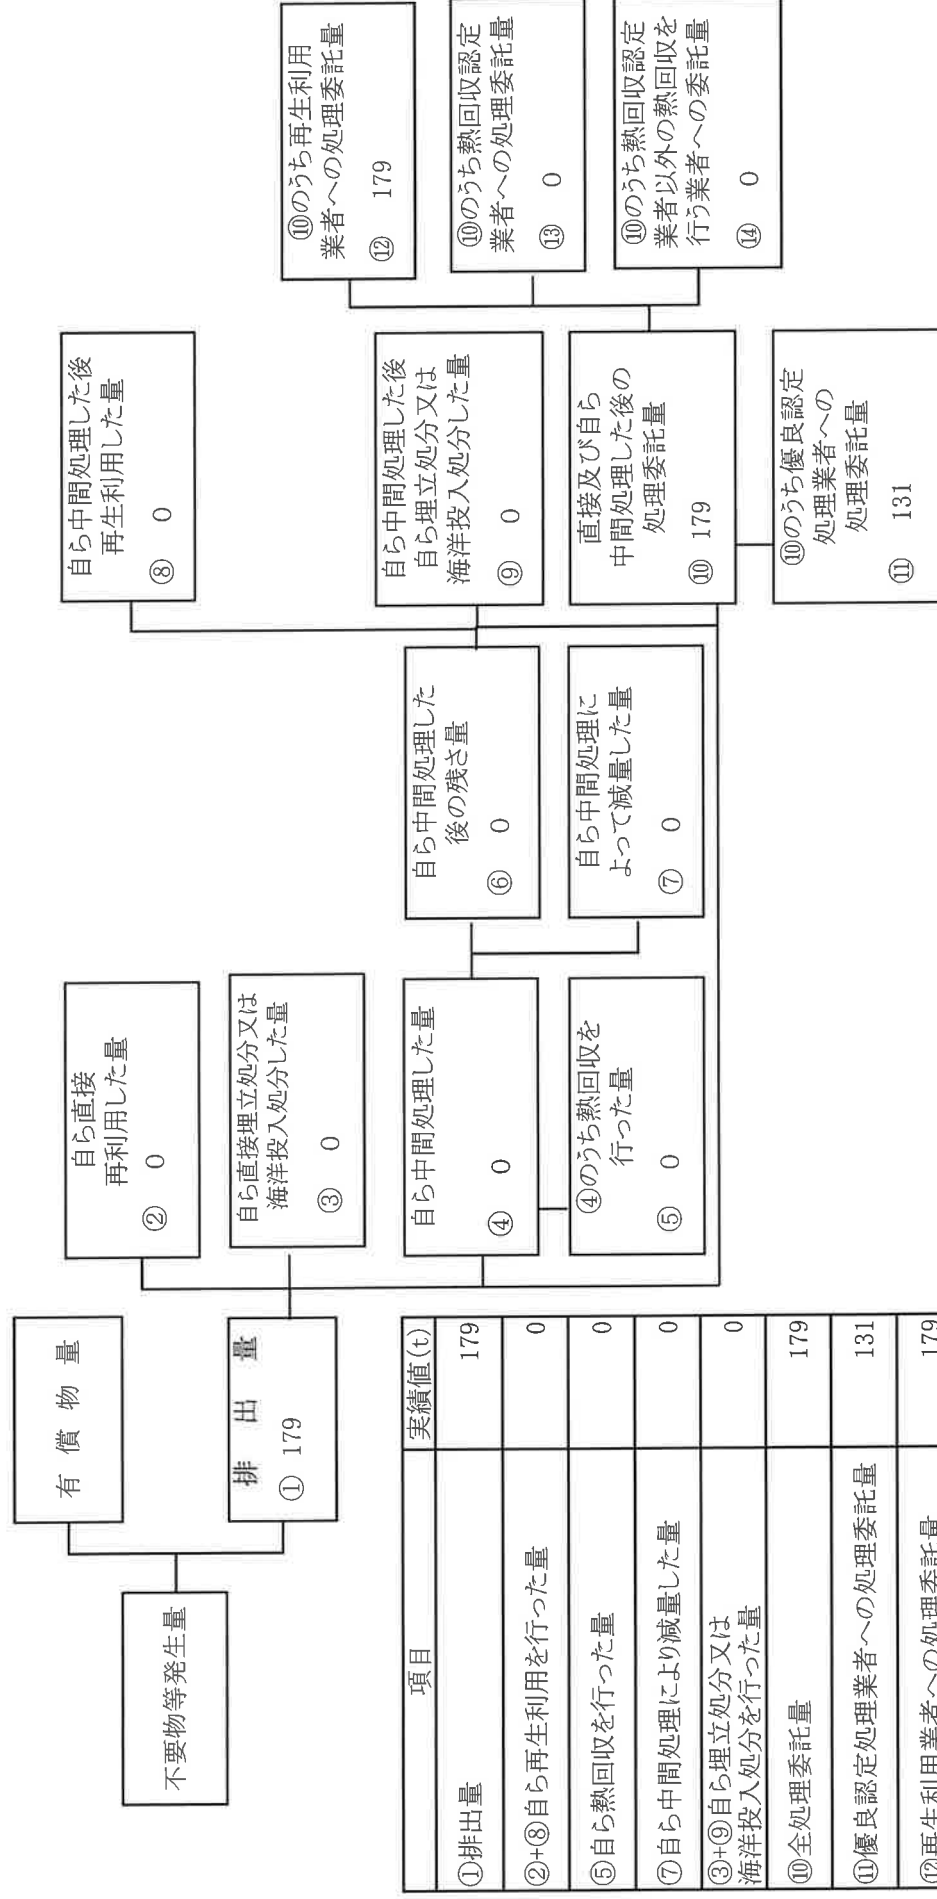 不要物等発生量
有償物量
排出量
① 179
自ら直接
再利用した量
② 0
自ら直接埋立処分又は
海洋投入処分した量
③ 0
自ら中間処理した量
④ 0
④のうち熱回収を
行った量
⑤ 0
自ら中間処理した
後の残さ量
⑥ 0
自ら中間処理に
よって減量した量
⑦ 0
自ら中間処理した後
再生利用した量
⑧ 0
自ら中間処理した後
自ら埋立処分又は
海洋投入処分した量
⑨ 0
直接及び自ら
中間処理した後の
処理委託量
⑩ 179
⑩のうち優良認定
処理業者への
処理委託量
⑪ 131
⑩のうち再生利用
業者への処理委託量
⑫ 179
⑩のうち熱回収認定
業者への処理委託量
⑬ 0
⑩のうち熱回収認定
業者以外の熱回収を
行う業者への委託量
⑭ 0
項目 実績値(t)
①排出量 179
②+⑧自ら再生利用を行った量 0
⑤自ら熱回収を行った量 0
⑦自ら中間処理により減量した量 0
③+⑨自ら埋立処分又は
海洋投入処分を行った量 0
⑩全処理委託量 179
⑪優良認定処理業者への処理委託量 131
⑫再生利用業者への処理委託量 179